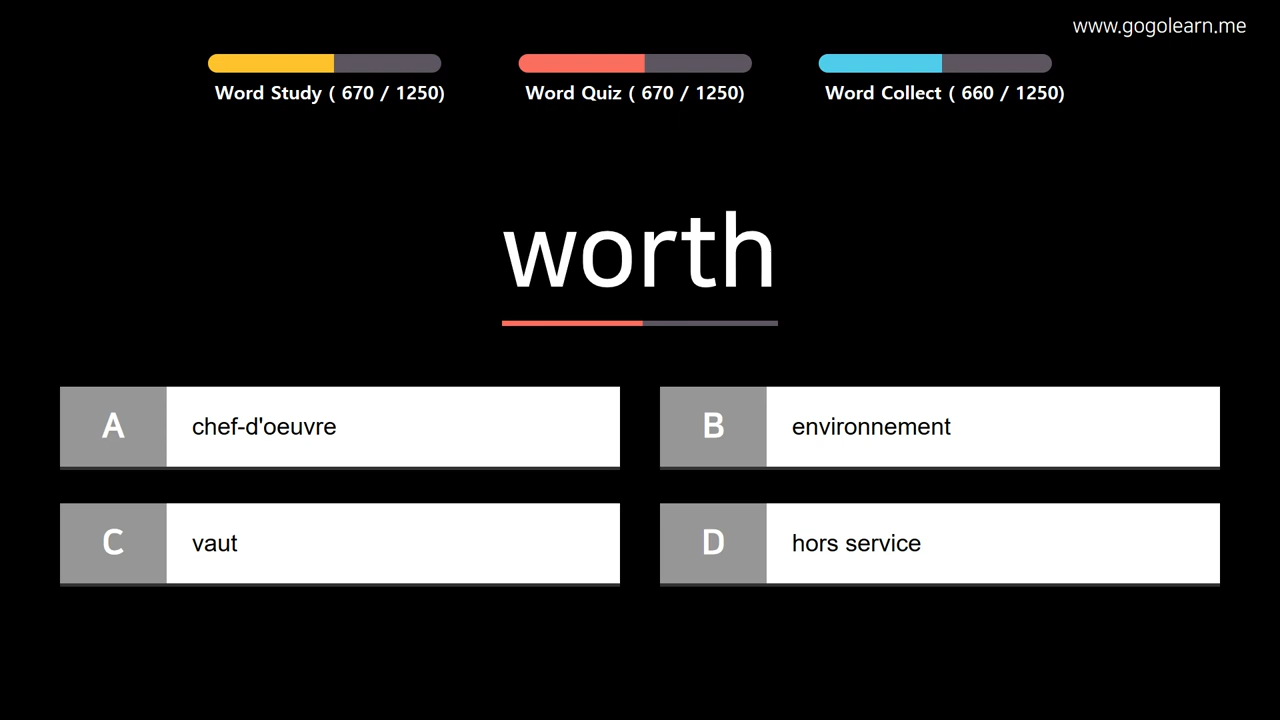 www.gogolearn.me
Word Study ( 670 / 1250)
Word Quiz ( 670 / 1250)
Word Collect ( 660 / 1250)
worth
A chef-d'oeuvre
B environnement
C vaut
D hors service